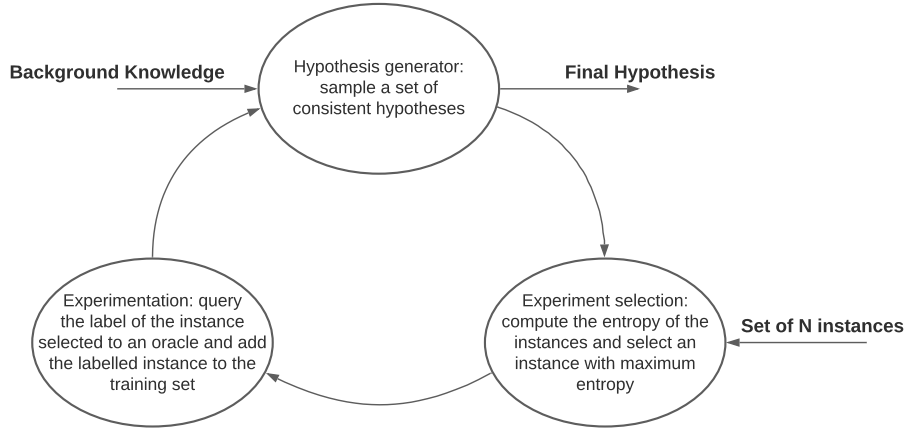 Background Knowledge
Hypothesis generator:
sample a set of
consistent hypotheses
Final Hypothesis
Experimentation: query
the label of the instance
selected to an oracle and add
the labelled instance to the
training set
Experiment selection:
compute the entropy of the
instances and select an
instance with maximum
entropy
Set of N instances